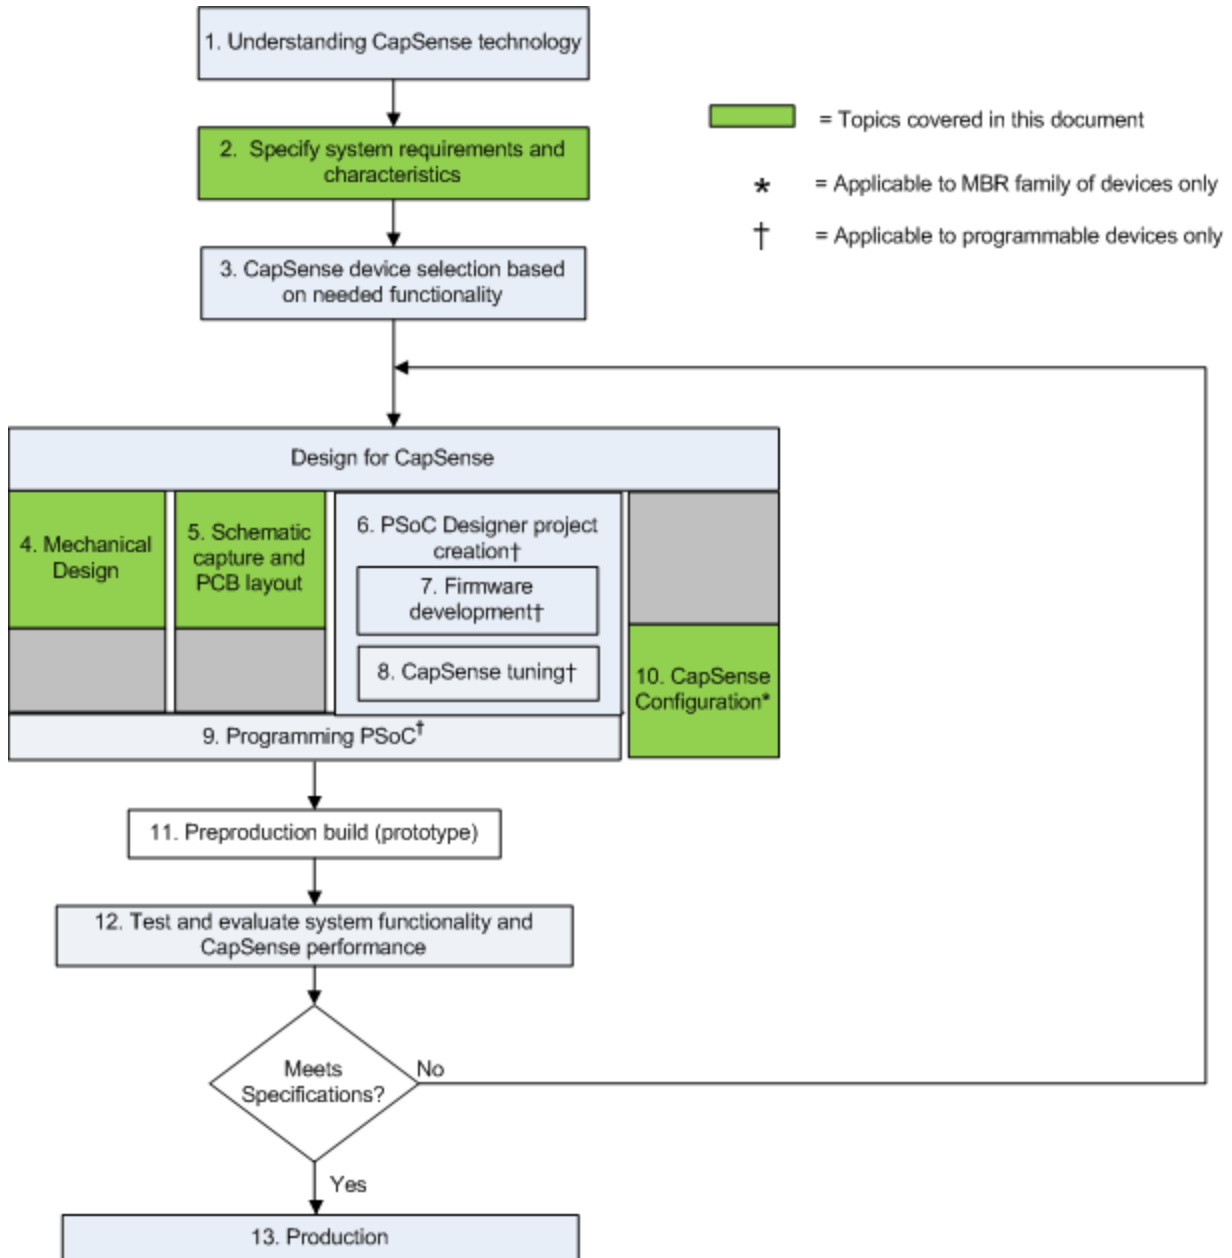 1. Understanding CapSense technology
2.  Specify system requirements and
characteristics
= Topics covered in this document
* = Applicable to MBR family of devices only
† = Applicable to programmable devices only
3. CapSense device selection based
on needed functionality
Design for CapSense
4. Mechanical
Design
5. Schematic
capture and
PCB layout
6. PSoC Designer project
creation†
7. Firmware
development†
8. CapSense tuning†
10. CapSense
Configuration*
9. Programming PSoC†
11. Preproduction build (prototype)
12. Test and evaluate system functionality and
CapSense performance
Meets
Specifications?
No
Yes
13. Production